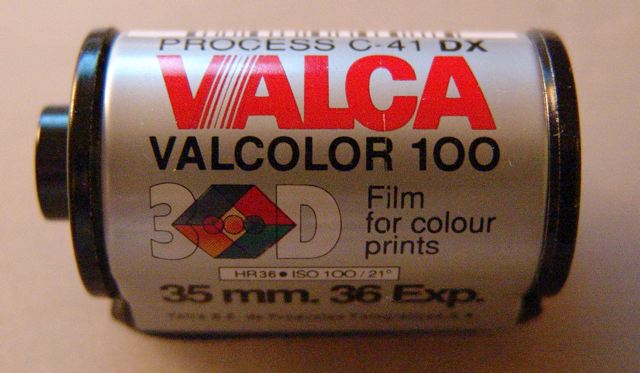 PROCESS C-41 DX
VALCA
VALCOLOR 100
3D
Film
for colour
prints
HR36● ISO 100 / 21°
35 mm. 36 Exp.